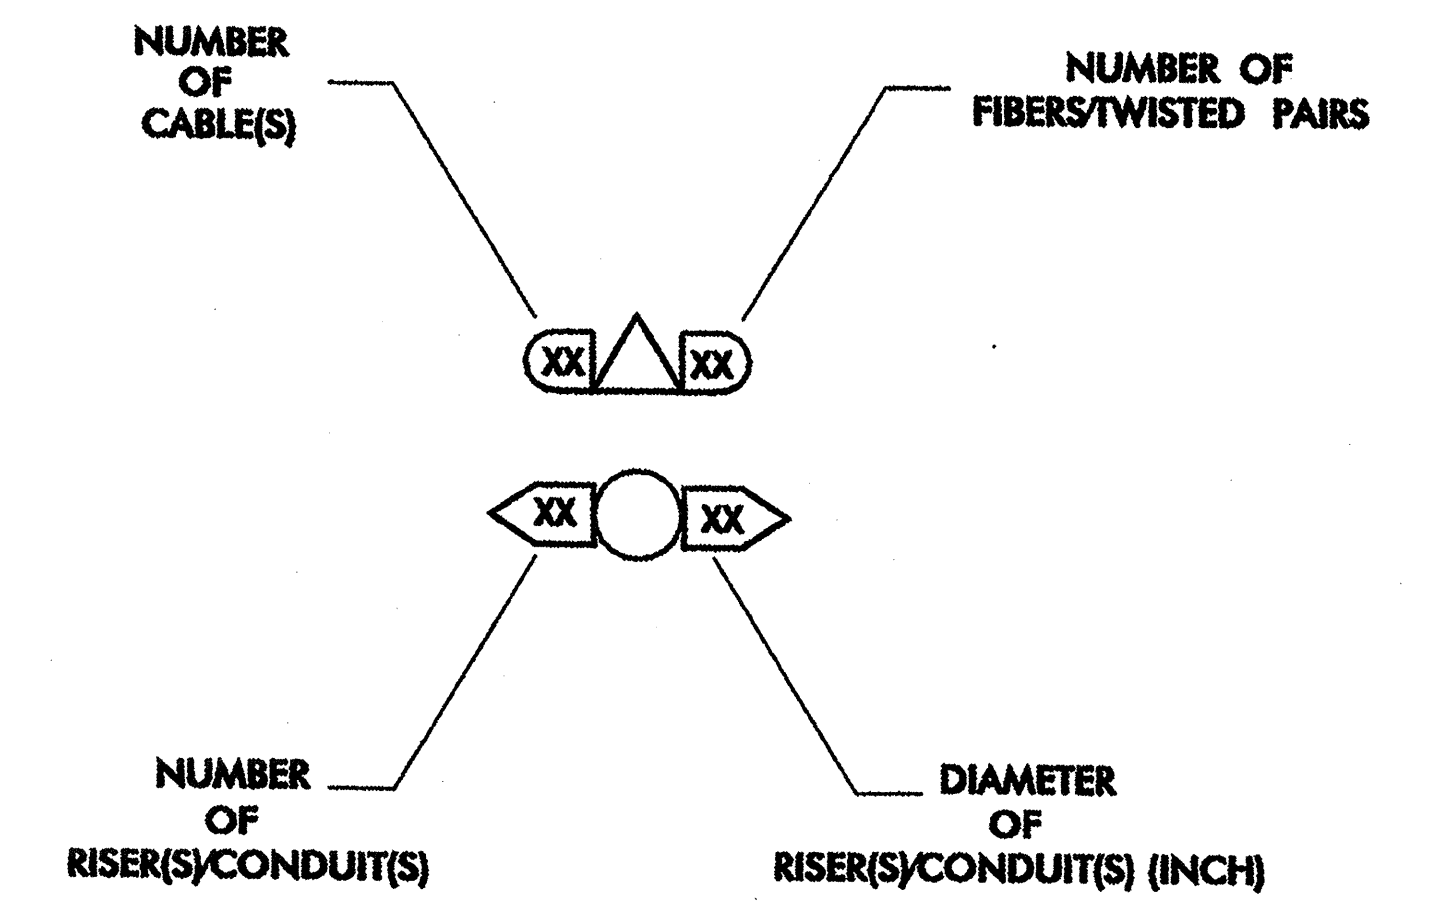 NUMBER
OF
CABLE(S)
NUMBER OF
FIBERS/TWISTED PAIRS
XX
XX
XX
XX
NUMBER
OF
RISER(S)/CONDUIT(S)
DIAMETER
OF
RISER(S)/CONDUIT(S) (INCH)